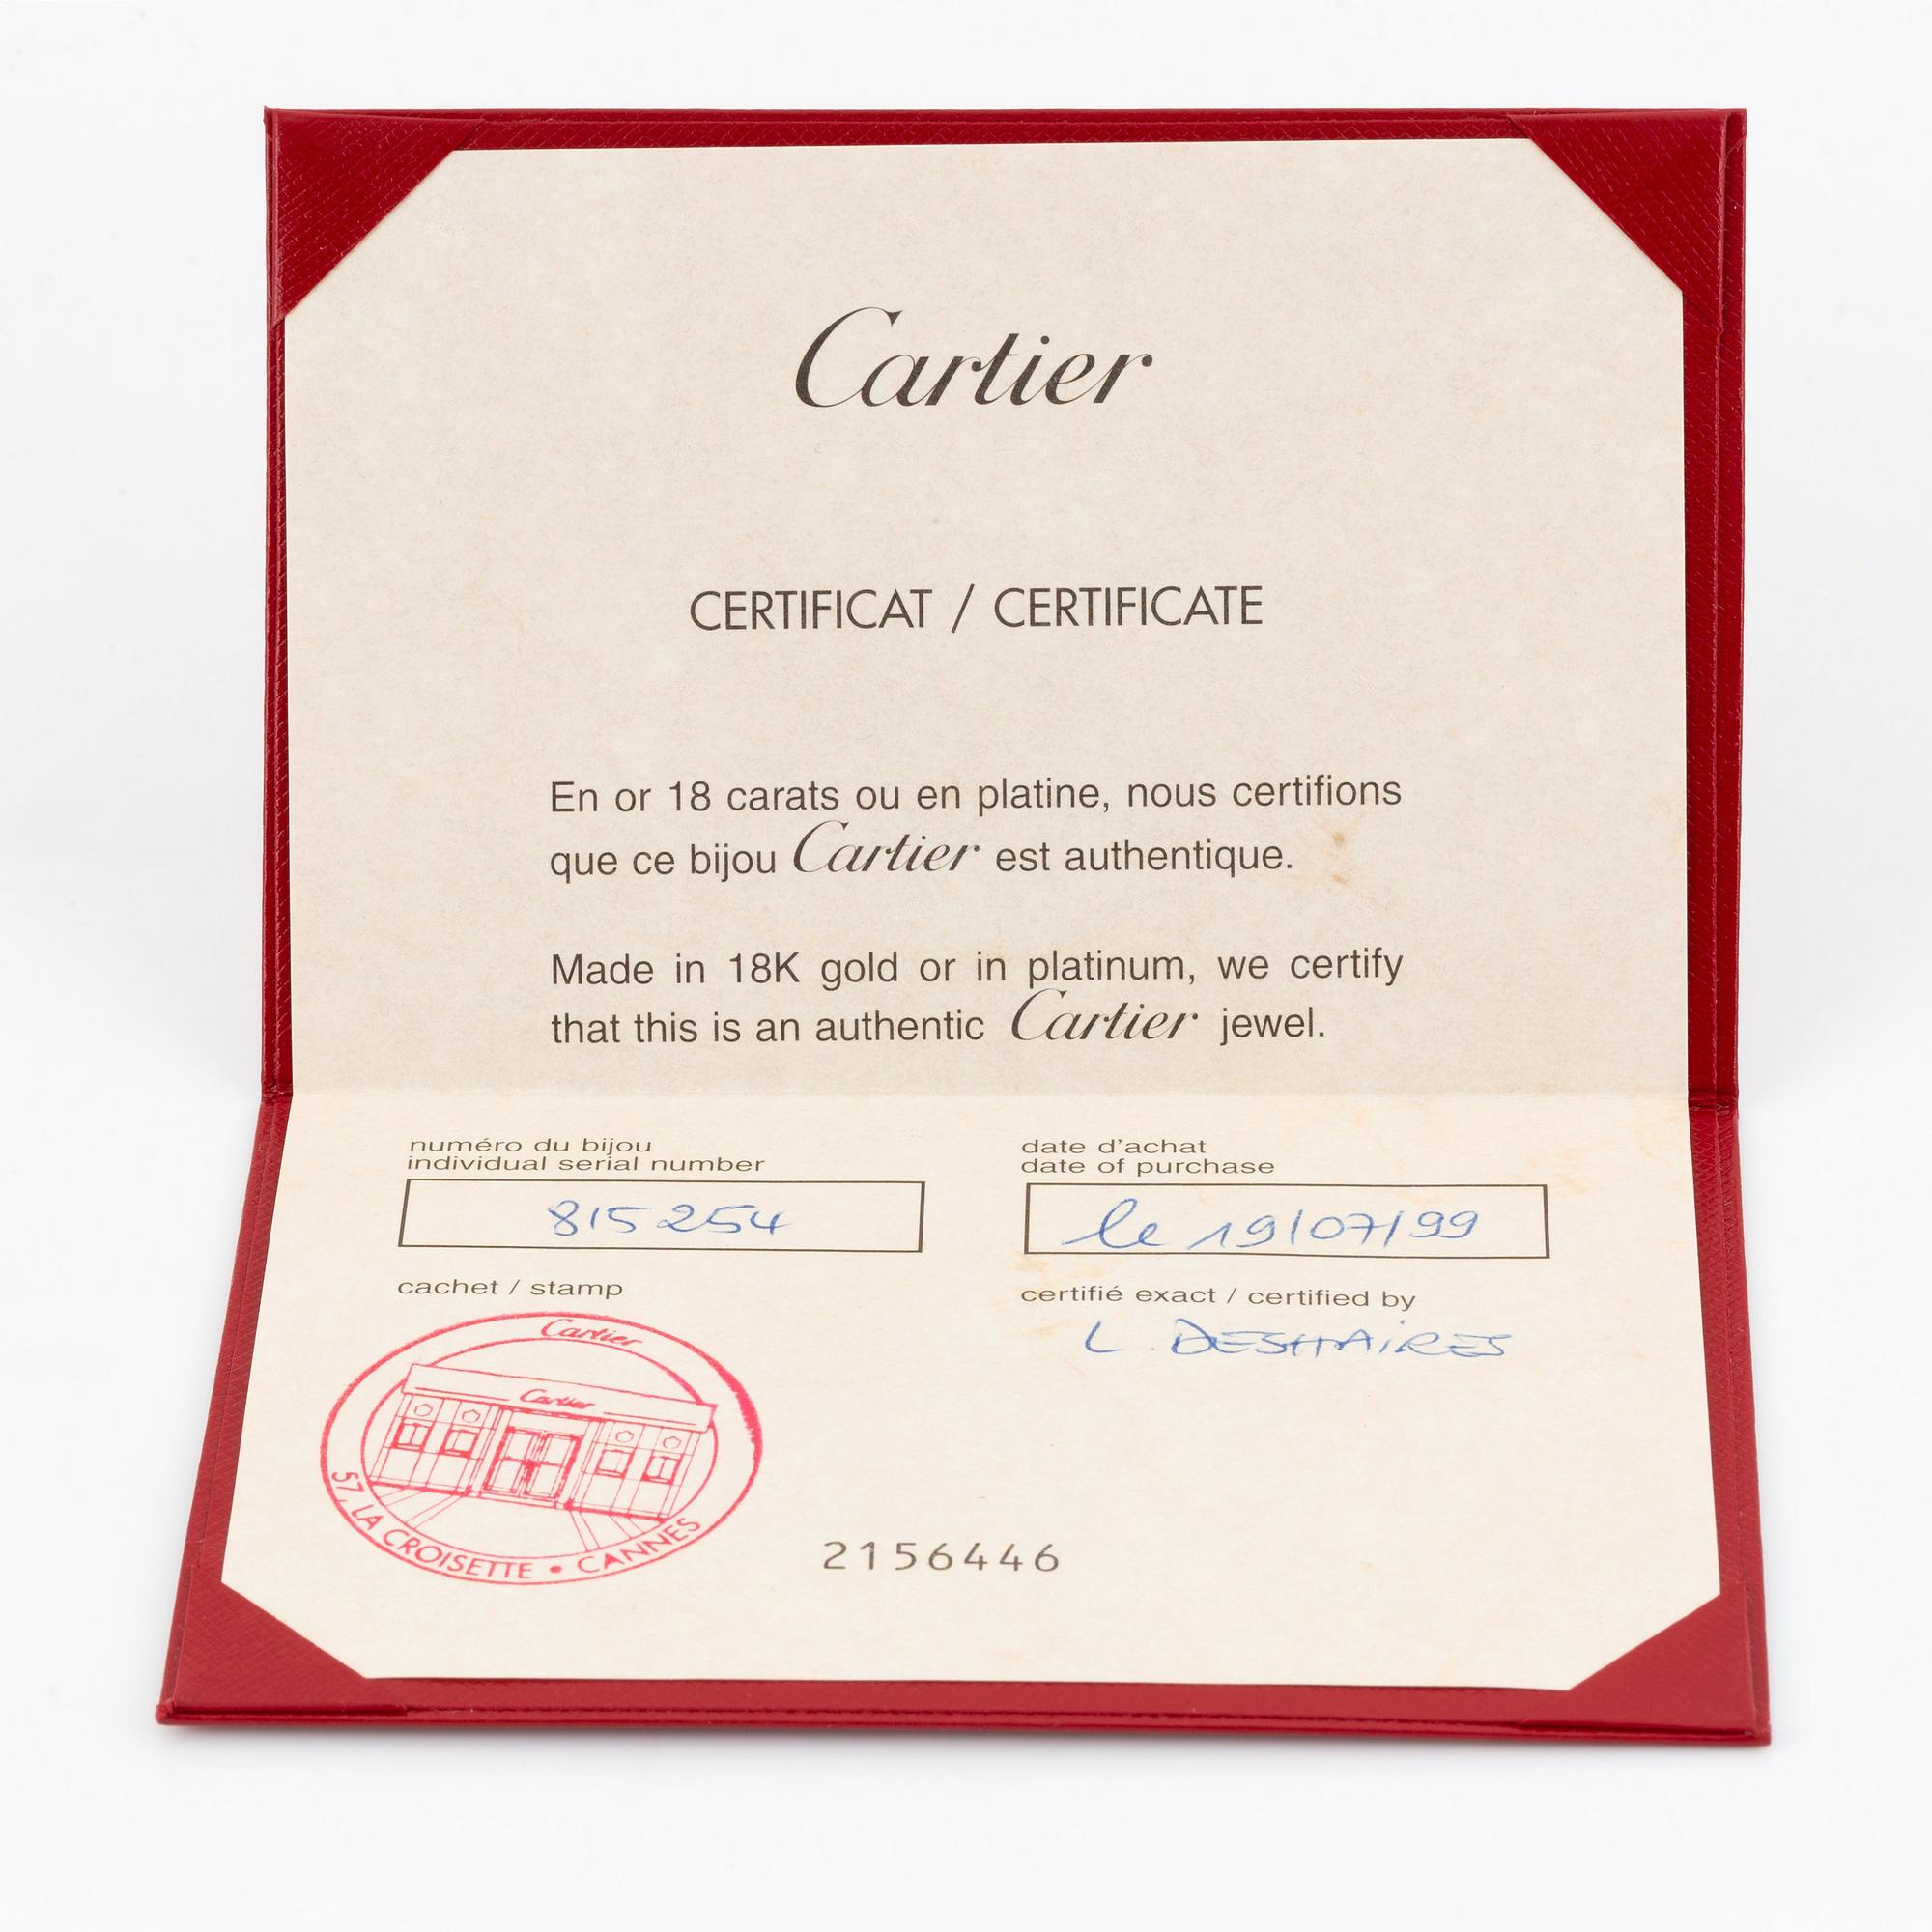 Cartier
CERTIFICAT / CERTIFICATE
En or 18 carats ou en platine, nous certifions
que ce bijou Cartier est authentique.
Made in 18K gold or in platinum, we certify
that this is an authentic Cartier jewel.
numéro du bijou
individual serial number
815254
date d'achat
date of purchase
le 19/07/99
cachet / stamp
certifié exact / certified by
L. DESHAIRES
Cartier
Cartier
57, LA CROISETTE • CANNES
2156446